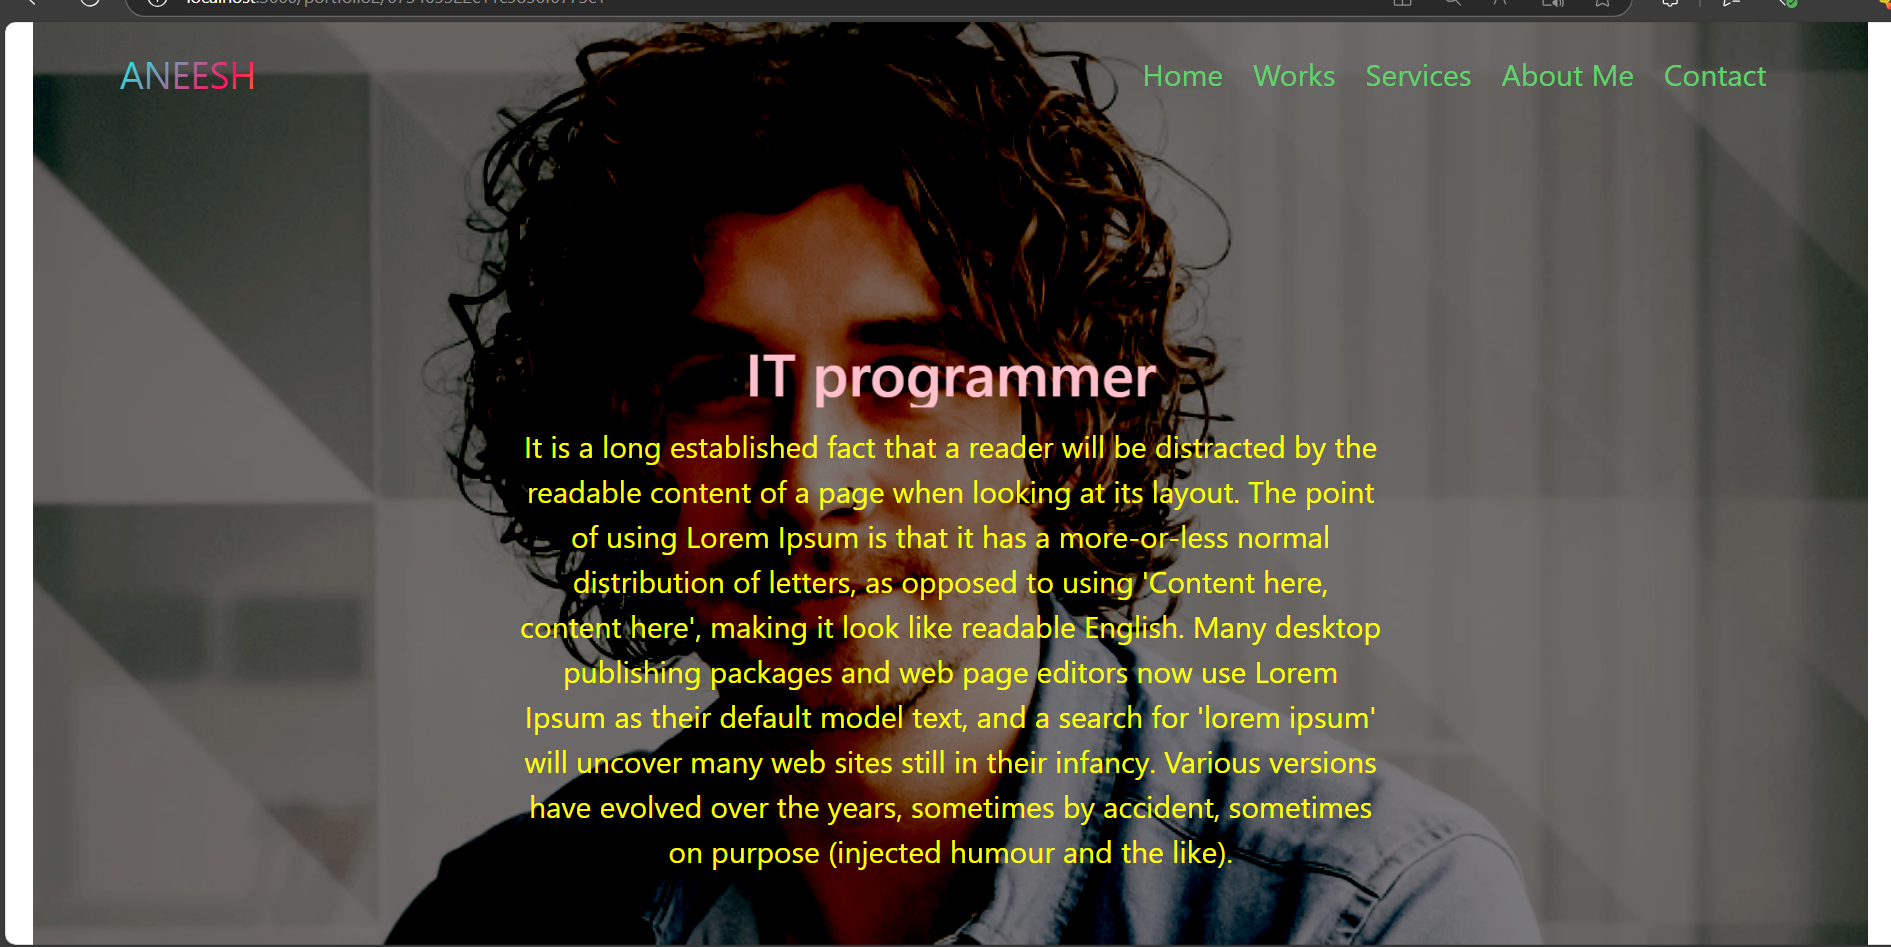 ANEESH
Home Works Services About Me Contact
IT programmer
It is a long established fact that a reader will be distracted by the
readable content of a page when looking at its layout. The point
of using Lorem Ipsum is that it has a more-or-less normal
distribution of letters, as opposed to using 'Content here,
content here', making it look like readable English. Many desktop
publishing packages and web page editors now use Lorem
Ipsum as their default model text, and a search for 'lorem ipsum'
will uncover many web sites still in their infancy. Various versions
have evolved over the years, sometimes by accident, sometimes
on purpose (injected humour and the like).